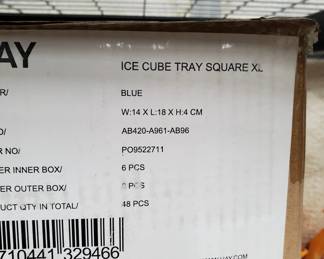 AY
ICE CUBE TRAY SQUARE XL
R/ BLUE
W:14 X L:18 X H:4 CM
O/ AB420-A961-AB96
R NO/ PO9522711
ER INNER BOX/ 6 PCS
ER OUTER BOX/ PCS
UCT QTY IN TOTAL/ 48 PCS
710441 329466